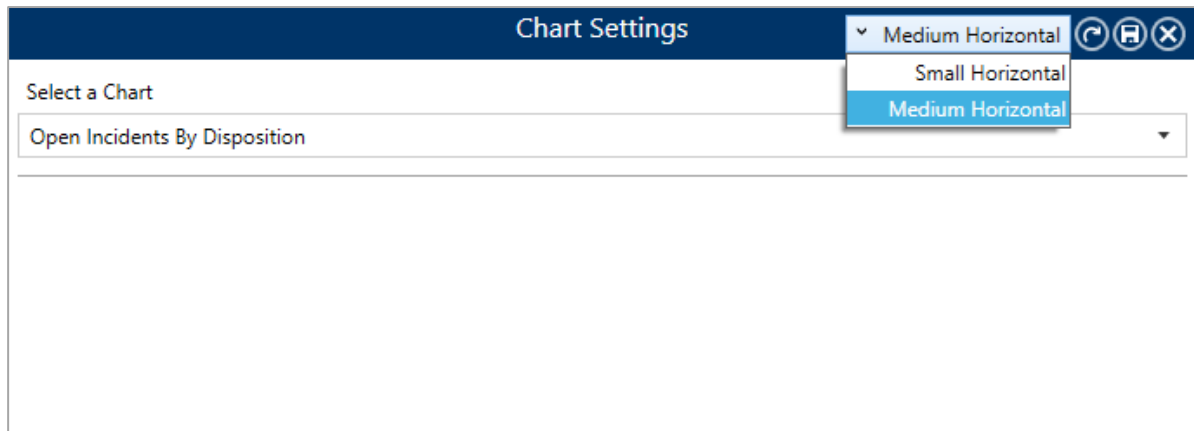 Chart Settings
Medium Horizontal
Small Horizontal
Medium Horizontal
Select a Chart
Open Incidents By Disposition